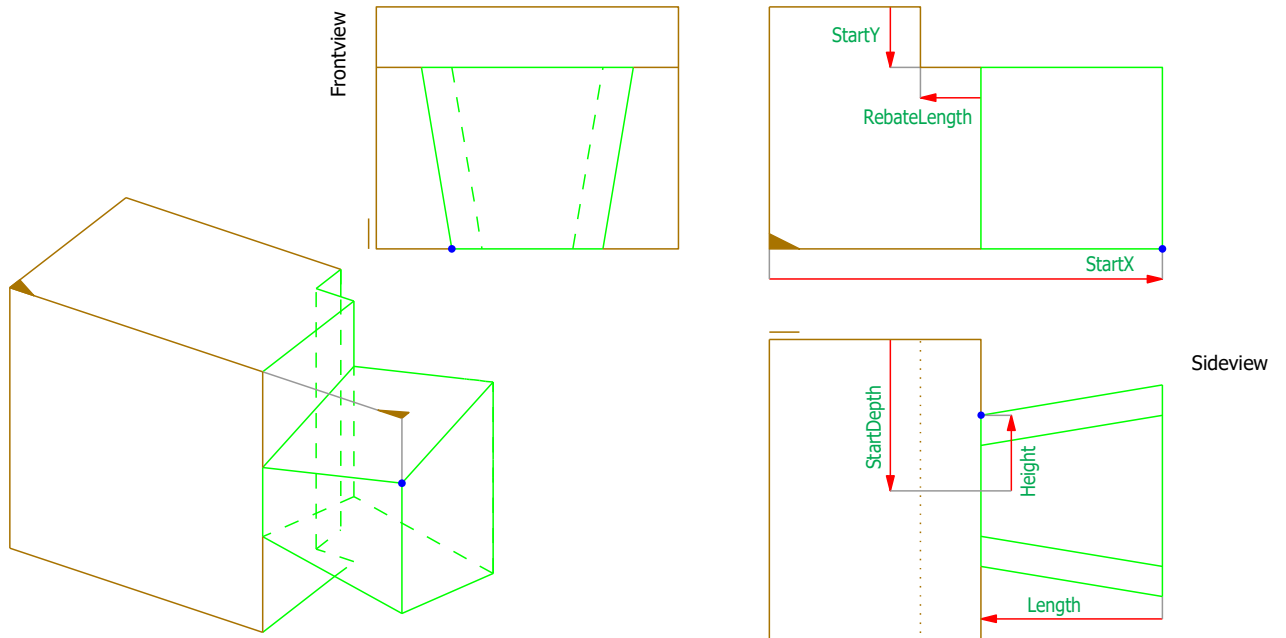 Frontview
StartY
RebateLength
StartX
Sideview
StartDepth
Height
Length